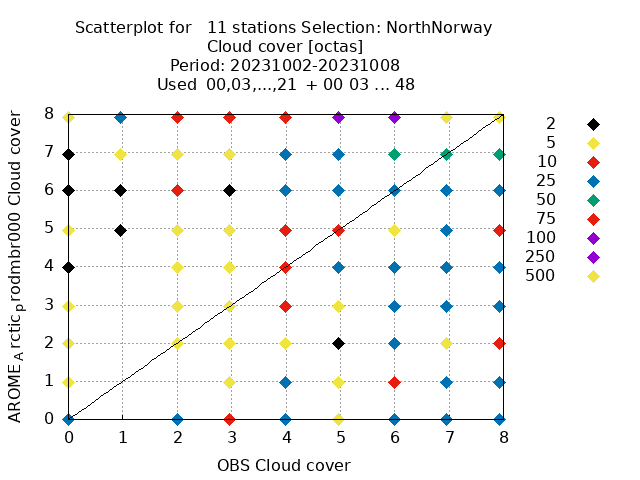 Scatterplot for   11 stations Selection: NorthNorway
Cloud cover [octas]
Period: 20231002-20231008
Used  00,03,...,21  + 00 03 ... 48
AROME_Arctic_prodmbr000 Cloud cover
8
7
6
5
4
3
2
1
0
0 1 2 3 4 5 6 7 8
OBS Cloud cover
2
5
10
25
50
75
100
250
500